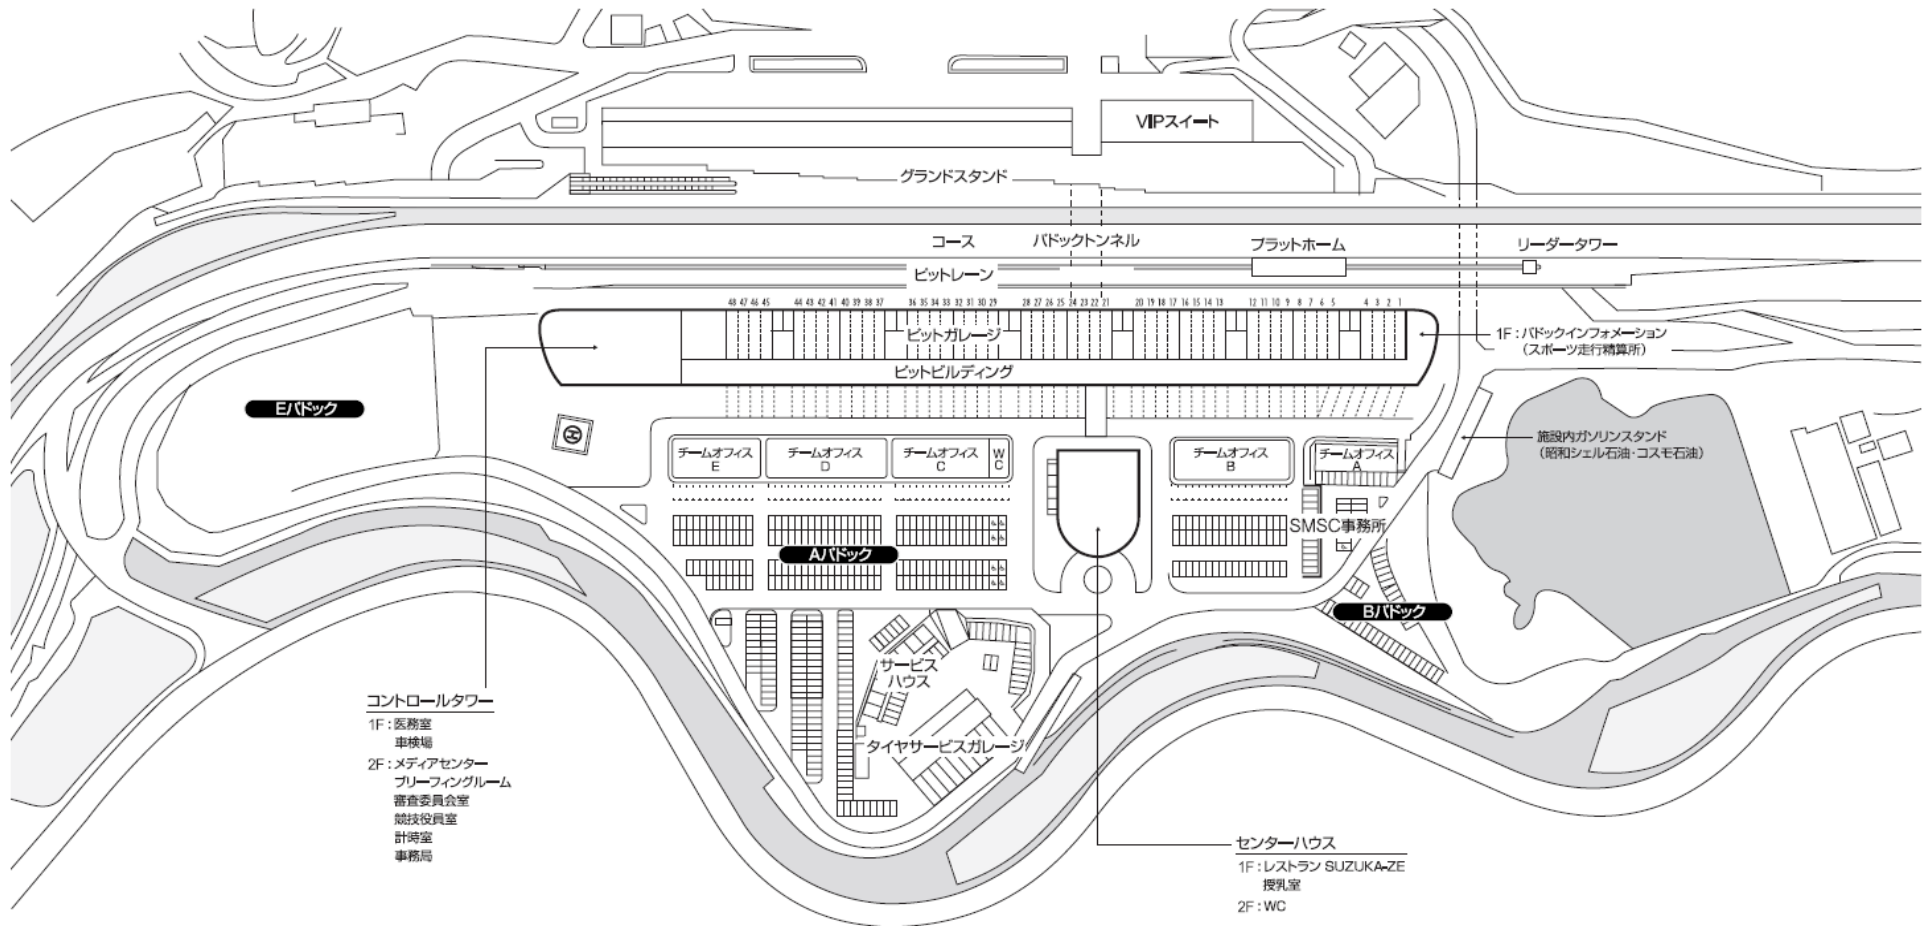 VIPスイート
グランドスタンド
コース
パドックトンネル
プラットホーム
リーダータワー
ピットレーン
48 47 46 45 44 43 42 41 40 39 38 37 36 35 34 33 32 31 30 29 28 27 26 25 24 23 22 21 20 19 18 17 16 15 14 13 12 11 10 9 8 7 6 5 4 3 2 1
ピットガレージ
1F：パドックインフォメーション
（スポーツ走行精算所）
ピットビルディング
Eパドック
H
施設内ガソリンスタンド
（昭和シェル石油・コスモ石油）
チームオフィス
E
チームオフィス
D
チームオフィス
C
WC
チームオフィス
B
チームオフィス
A
SMSC事務所
Aパドック
Bパドック
サービス
ハウス
タイヤサービスガレージ
コントロールタワー
1F：医務室
車検場
2F：メディアセンター
ブリーフィングルーム
審査委員会室
競技役員室
計時室
事務局
センターハウス
1F：レストラン SUZUKA-ZE
授乳室
2F：WC